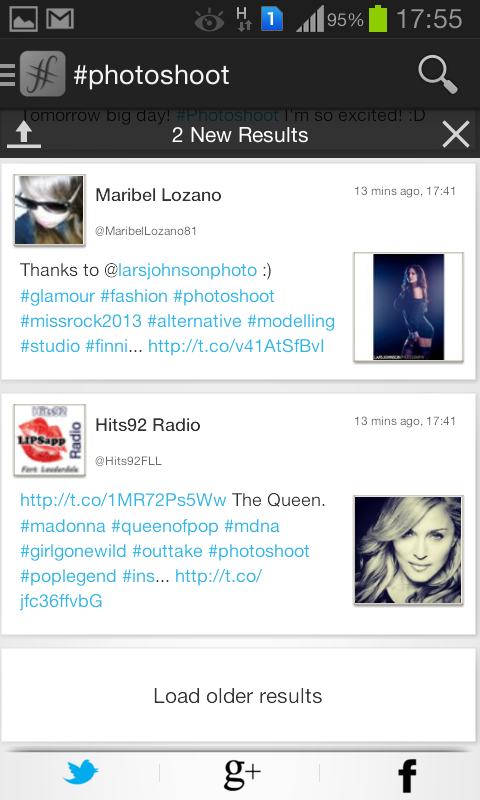 H 1 95% 17:55
#photoshoot
Tomorrow big day! #Photoshoot I'm so excited! :D
2 New Results
Maribel Lozano
13 mins ago, 17:41
@MaribelLozano81
Thanks to @larsjohnsonphoto :)
#glamour #fashion #photoshoot
#missrock2013 #alternative #modelling
#studio #finni... http://t.co/v41AtSfBvI
Hits92
LIPSapp
Radio
Fort Lauderdale
Hits92 Radio
13 mins ago, 17:41
@Hits92FLL
http://t.co/1MR72Ps5Ww The Queen.
#madonna #queenofpop #mdna
#girlgonewild #outtake #photoshoot
#poplegend #ins... http://t.co/
jfc36ffvbG
Load older results
g+ f